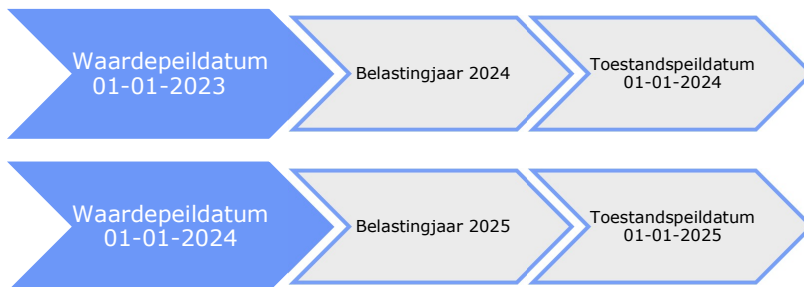 Waardepeildatum
01-01-2023
Belastingjaar 2024
Toestandspeildatum
01-01-2024
Waardepeildatum
01-01-2024
Belastingjaar 2025
Toestandspeildatum
01-01-2025